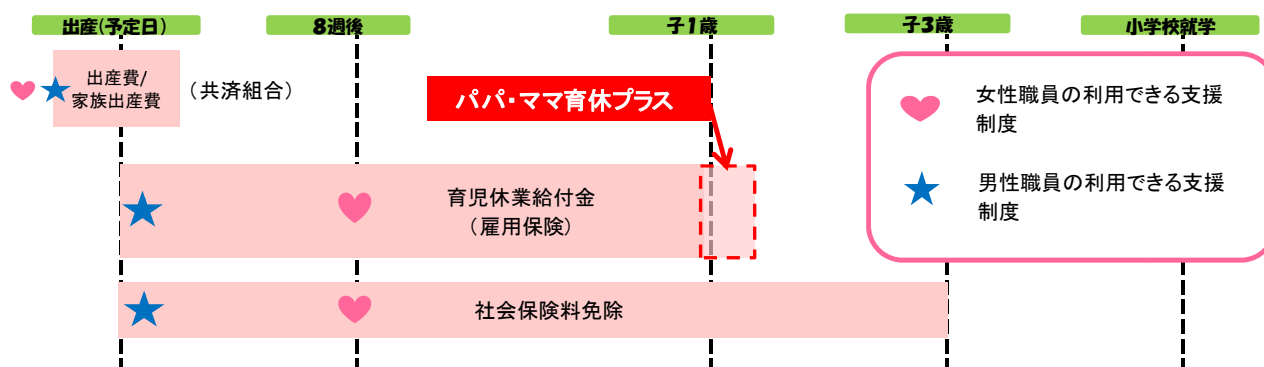 出産(予定日)
8週後
子1歳
子3歳
小学校就学
出産費/
家族出産費
（共済組合）
パパ・ママ育休プラス
女性職員の利用できる支援
制度
男性職員の利用できる支援
制度
育児休業給付金
（雇用保険）
社会保険料免除